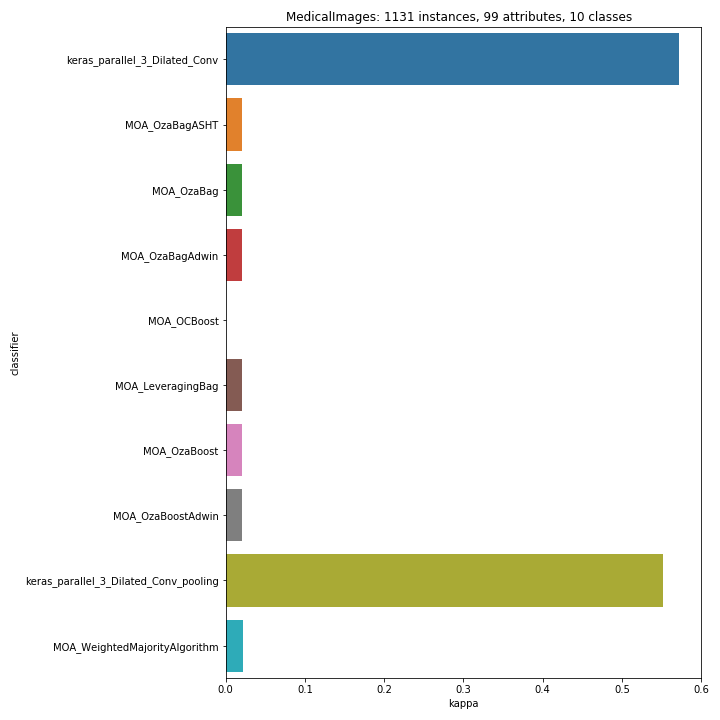 MedicalImages: 1131 instances, 99 attributes, 10 classes
keras_parallel_3_Dilated_Conv
MOA_OzaBagASHT
MOA_OzaBag
MOA_OzaBagAdwin
MOA_OCBoost
classifier
MOA_LeveragingBag
MOA_OzaBoost
MOA_OzaBoostAdwin
keras_parallel_3_Dilated_Conv_pooling
MOA_WeightedMajorityAlgorithm
0.0 0.1 0.2 0.3 0.4 0.5 0.6
kappa